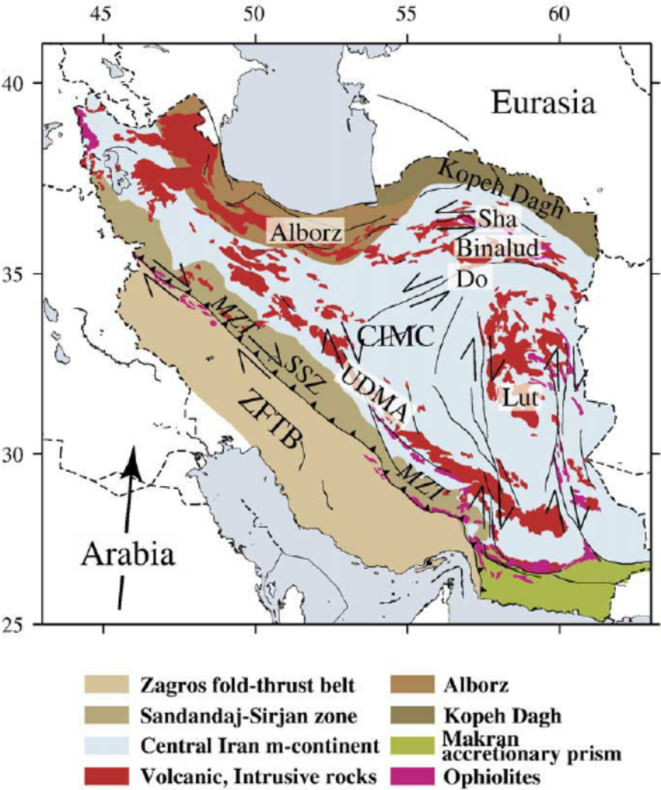 45 50 55 60
40
Eurasia
Kopeh Dagh
Sha
Alborz
Binalud
35
Do
MZT
CIMC
SSZ
UDMA
Lut
ZFTB
30
MZT
Arabia
25
Zagros fold-thrust belt
Sandandaj-Sirjan zone
Central Iran m-continent
Volcanic, Intrusive rocks
Alborz
Kopeh Dagh
Makran
accretionary prism
Ophiolites